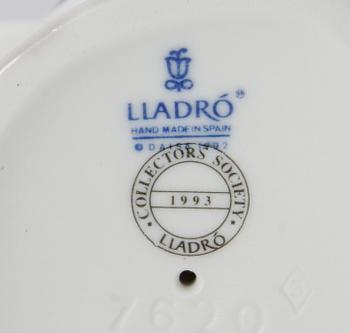 LLADRÓ
HAND MADE IN SPAIN
© DAISA 1992
· COLLECTORS SOCIETY ·
1993
LLADRÓ
7620